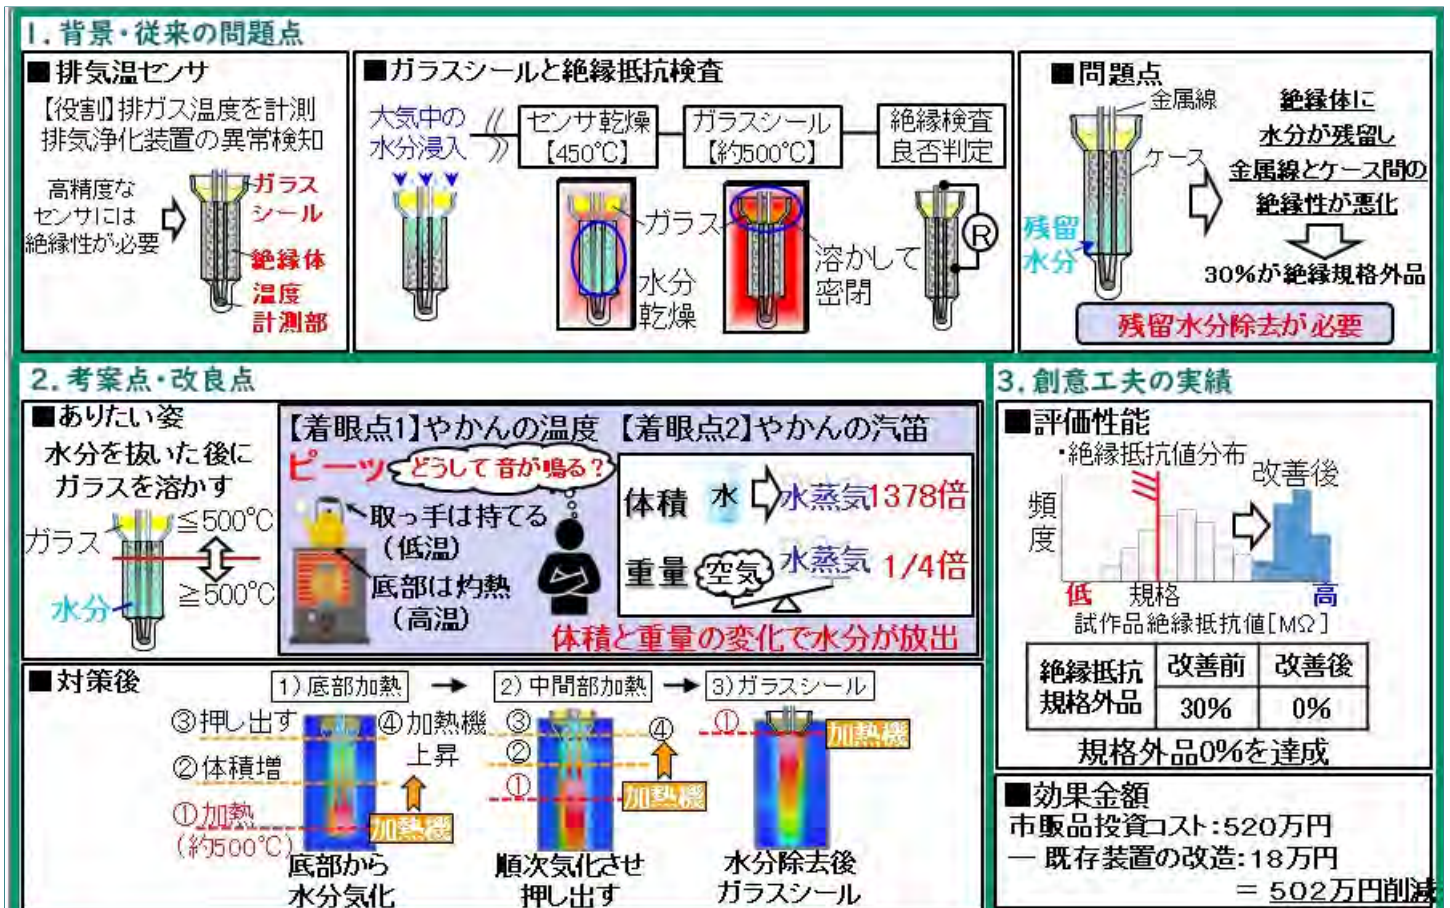 1.背景・従来の問題点
■排気温センサ
【役割】排ガス温度を計測
排気浄化装置の異常検知
高精度な
センサには
絶縁性が必要
ガラス
シール
絶縁体
温度
計測部
■ガラスシールと絶縁抵抗検査
大気中の
水分浸入
センサ乾燥
【450℃】
ガラスシール
【約500℃】
絶縁検査
良否判定
ガラス
水分
乾燥
溶かして
密閉
R
■問題点
金属線
ケース
残留
水分
絶縁体に
水分が残留し
金属線とケース間の
絶縁性が悪化
30%が絶縁規格外品
残留水分除去が必要
2.考案点・改良点
■ありたい姿
水分を抜いた後に
ガラスを溶かす
ガラス
≦500℃
≧500℃
水分
【着眼点1】やかんの温度
ピーッ
どうして音が鳴る?
取っ手は持てる
(低温)
底部は灼熱
(高温)
【着眼点2】やかんの汽笛
体積 水 水蒸気1378倍
重量 空気 水蒸気 1/4倍
体積と重量の変化で水分が放出
■対策後
1)底部加熱
③押し出す
②体積増
①加熱
(約500℃)
④加熱機
上昇
加熱機
底部から
水分気化
2)中間部加熱
③
②
①
④
加熱機
順次気化させ
押し出す
3)ガラスシール
①
加熱機
水分除去後
ガラスシール
3.創意工夫の実績
■評価性能
・絶縁抵抗値分布
改善後
頻度
低 規格 高
試作品絶縁抵抗値[MΩ]
絶縁抵抗
規格外品
改善前 改善後
30% 0%
規格外品0%を達成
■効果金額
市販品投資コスト:520万円
― 既存装置の改造:18万円
= 502万円削減